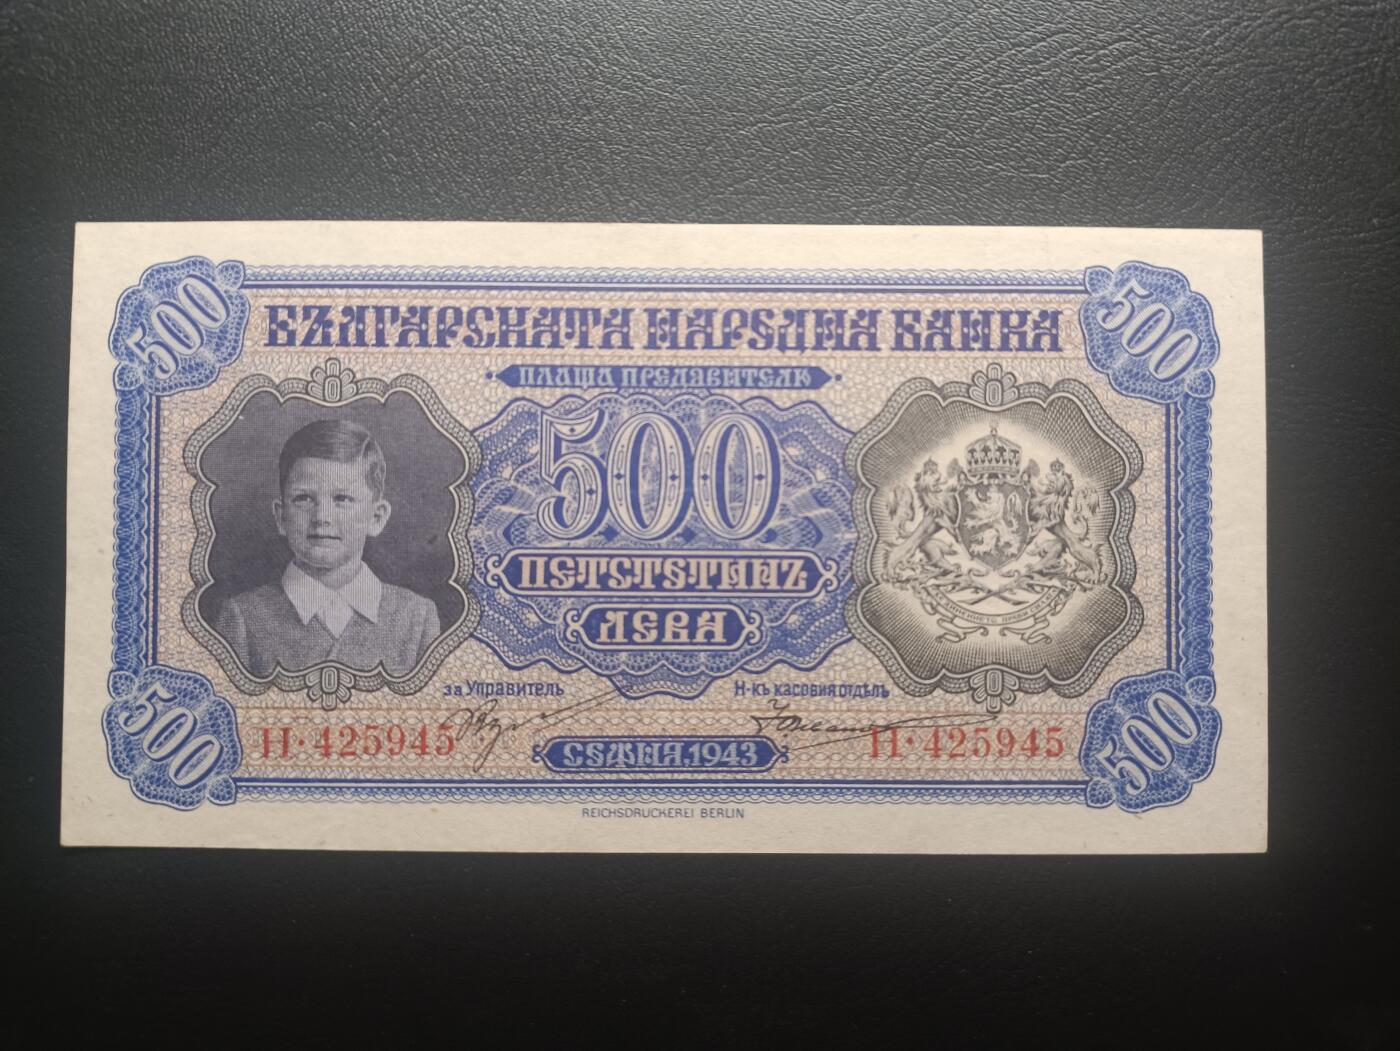 500
500
БЪЛГАРСКАТА НАРОДНА БАНКА
ПЛАЩА ПРЕДЯВИТЕЛЮ
500
ПЕТСТОТИНЪ
ЛЕВА
за Управитель
Н-къ касовия отдѣлъ
Н·425945
Н·425945
500
СОФИЯ, 1943
500
REICHSDRUCKEREI BERLIN